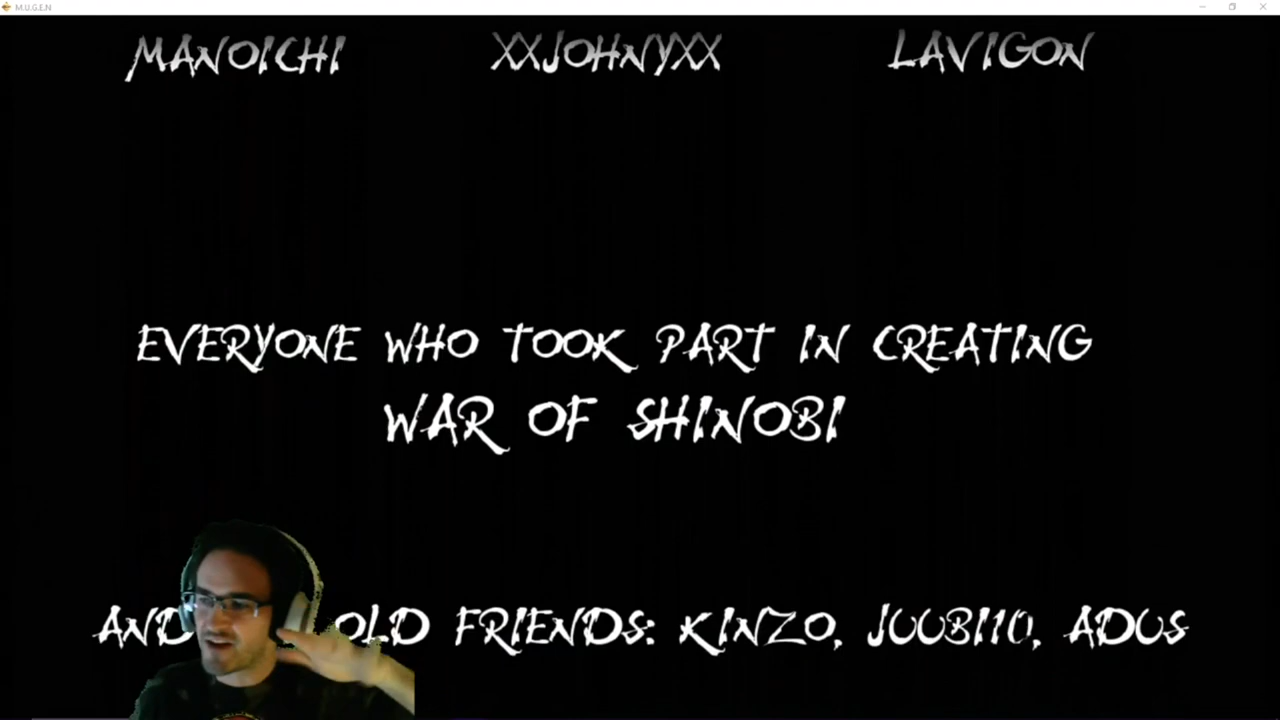 M.U.G.E.N
MANOICHI XXJOHNYXX LAVIGON
EVERYONE WHO TOOK PART IN CREATING
WAR OF SHINOBI
AND OLD FRIENDS: KINZO, JUUBI10, ADUS